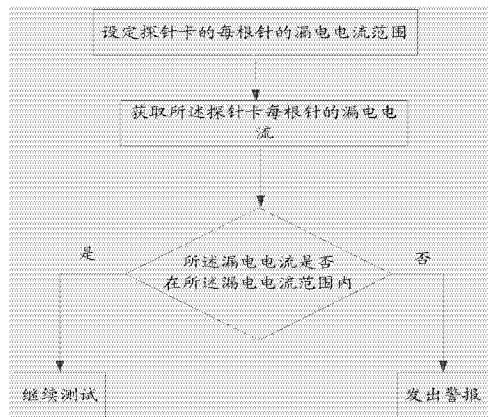 设定探针卡的每根针的漏电电流范围
获取所述探针卡每根针的漏电电
流
是
所述漏电电流是否
在所述漏电电流范围内
否
继续测试
发出警报